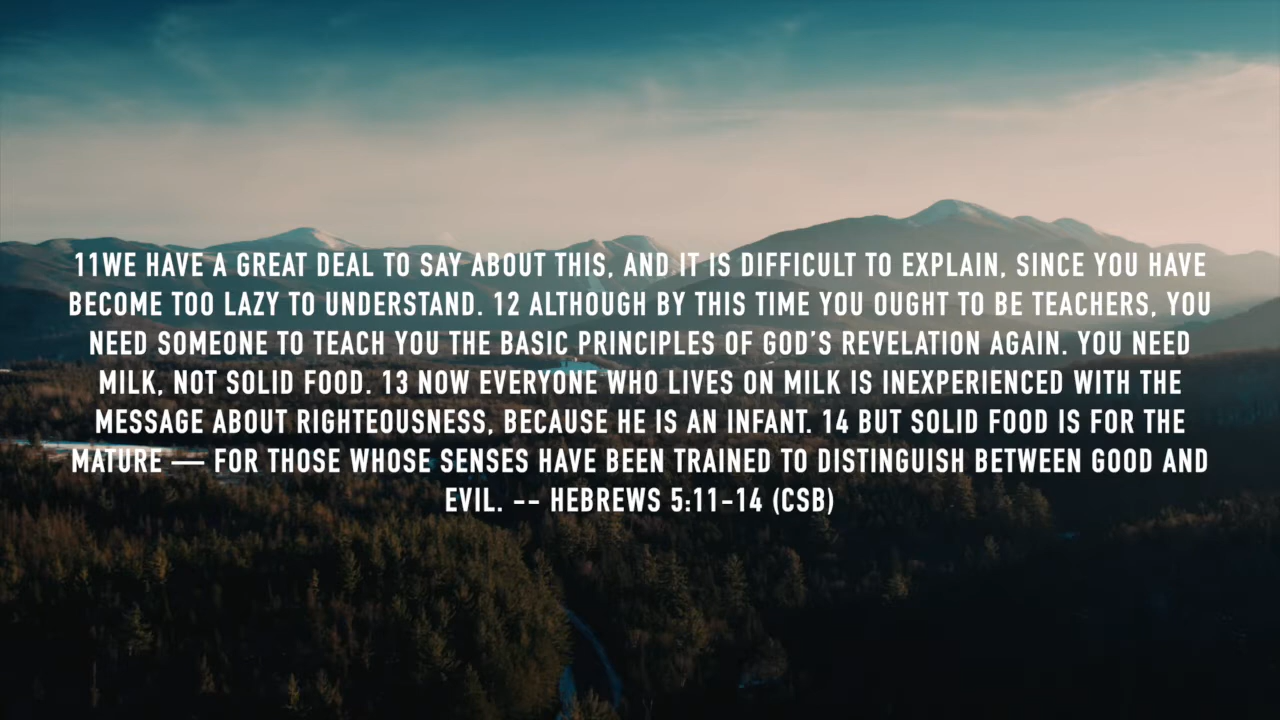 11WE HAVE A GREAT DEAL TO SAY ABOUT THIS, AND IT IS DIFFICULT TO EXPLAIN, SINCE YOU HAVE
BECOME TOO LAZY TO UNDERSTAND. 12 ALTHOUGH BY THIS TIME YOU OUGHT TO BE TEACHERS, YOU
NEED SOMEONE TO TEACH YOU THE BASIC PRINCIPLES OF GOD’S REVELATION AGAIN. YOU NEED
MILK, NOT SOLID FOOD. 13 NOW EVERYONE WHO LIVES ON MILK IS INEXPERIENCED WITH THE
MESSAGE ABOUT RIGHTEOUSNESS, BECAUSE HE IS AN INFANT. 14 BUT SOLID FOOD IS FOR THE
MATURE — FOR THOSE WHOSE SENSES HAVE BEEN TRAINED TO DISTINGUISH BETWEEN GOOD AND
EVIL. -- HEBREWS 5:11-14 (CSB)